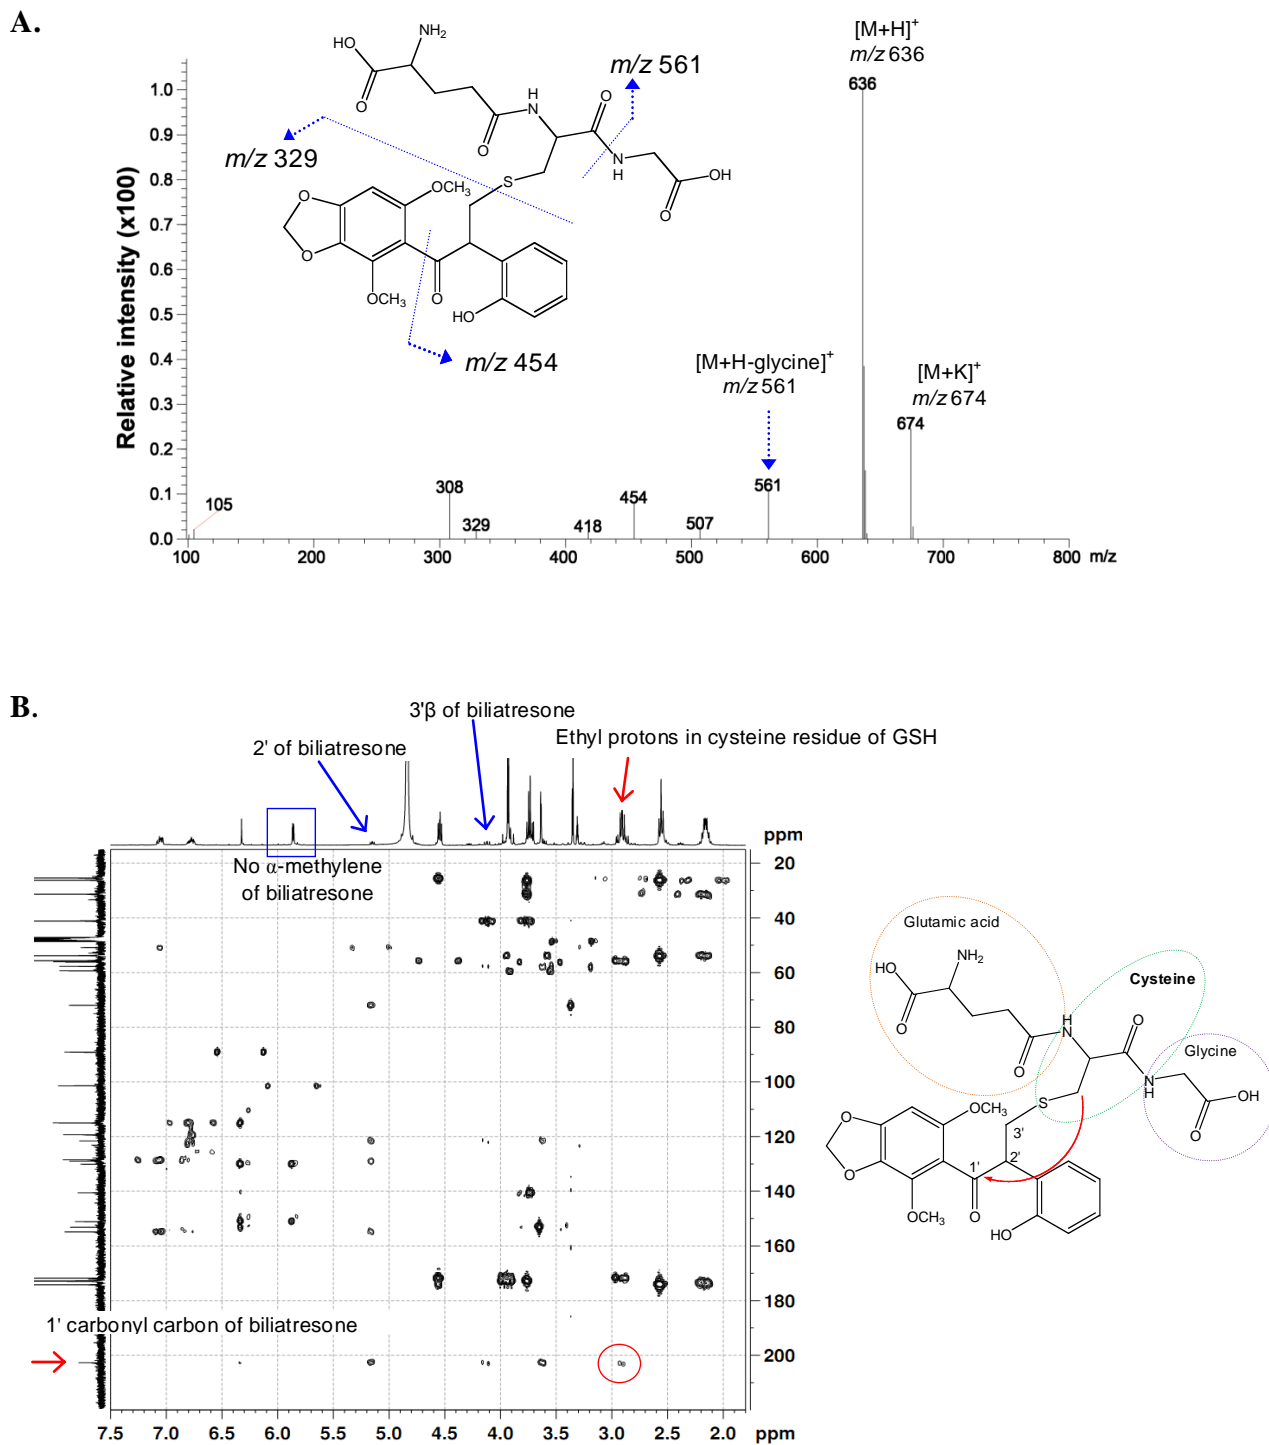 A.
[M+H]+
m/z 636
636
NH2
HO
O
H
N
O
m/z 561
O
N
H
OH
O
m/z 329
S
O
O
OCH3
OCH3
O
HO
m/z 454
[M+H-glycine]+
m/z 561
[M+K]+
m/z 674
674
Relative intensity (x100)
1.0
0.9
0.8
0.7
0.6
0.5
0.4
0.3
0.2
0.1
0.0
105
308
329
418
454
507
561
100
200
300
400
500
600
700
800
m/z
B.
3'β of biliatresone
Ethyl protons in cysteine residue of GSH
2' of biliatresone
No α-methylene
of biliatresone
ppm
20
40
60
80
100
120
140
160
180
200
1' carbonyl carbon of biliatresone
7.5
7.0
6.5
6.0
5.5
5.0
4.5
4.0
3.5
3.0
2.5
2.0
ppm
Glutamic acid
NH2
HO
O
Cysteine
H
N
O
O
Glycine
N
H
OH
O
S
O
O
OCH3
3'
1'
2'
OCH3
O
HO